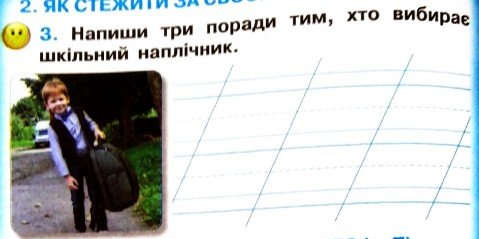 2. ЯК СТЕЖИТИ ЗА
3. Напиши три поради тим, хто вибирає
шкільний наплічник.